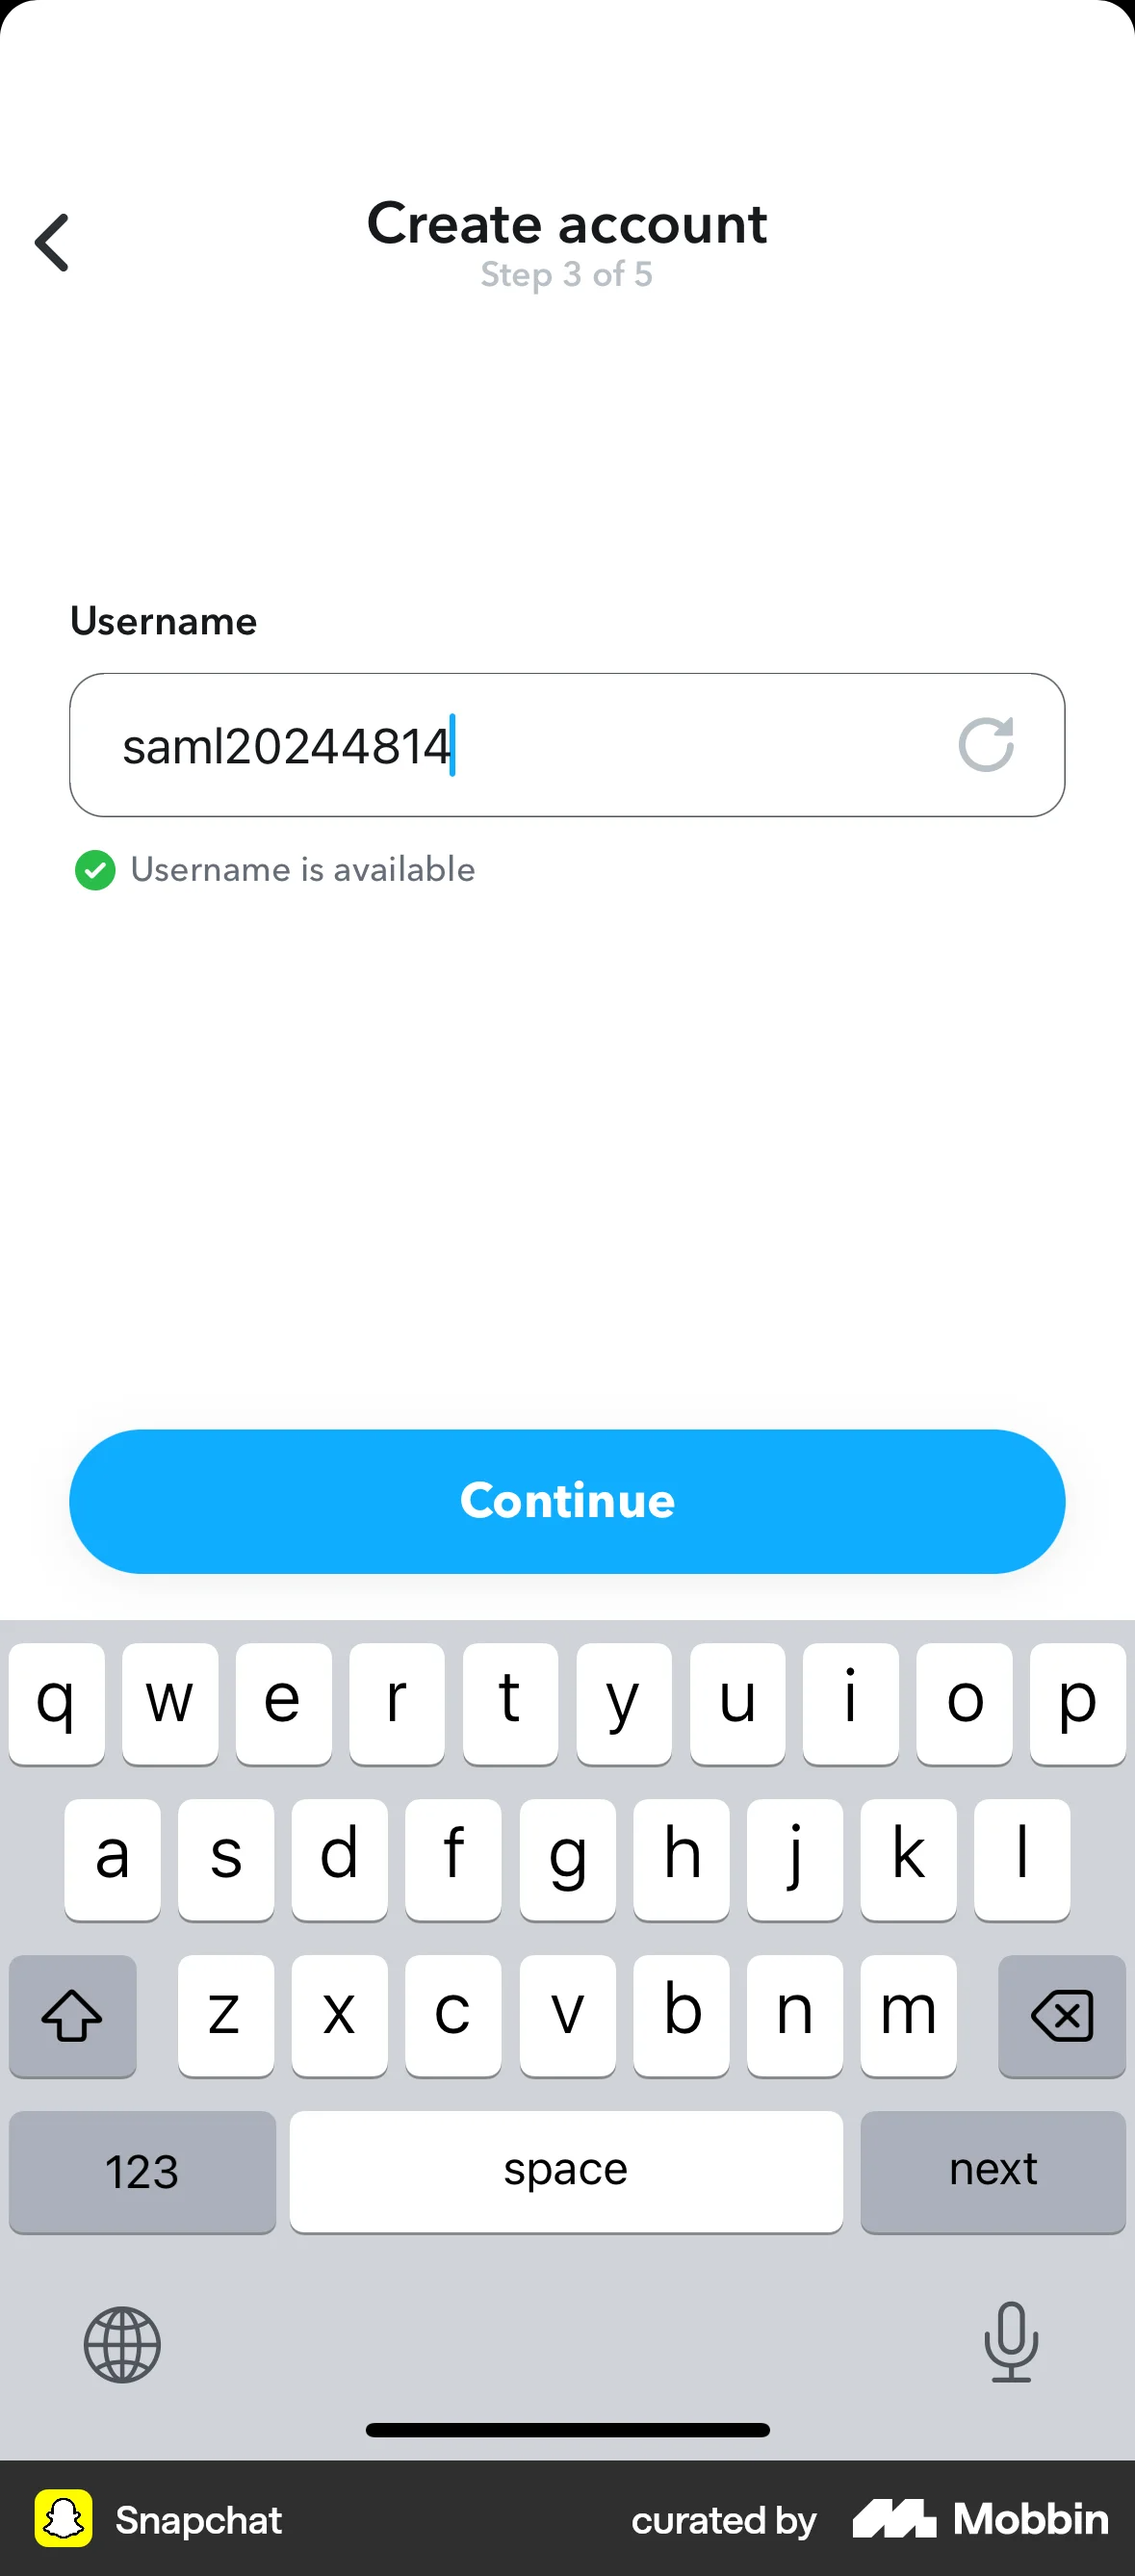 Create account
Step 3 of 5
Username
saml20244814
Username is available
Continue
q w e r t y u i o p
a s d f g h j k l
z x c v b n m
123 space next
Snapchat curated by Mobbin